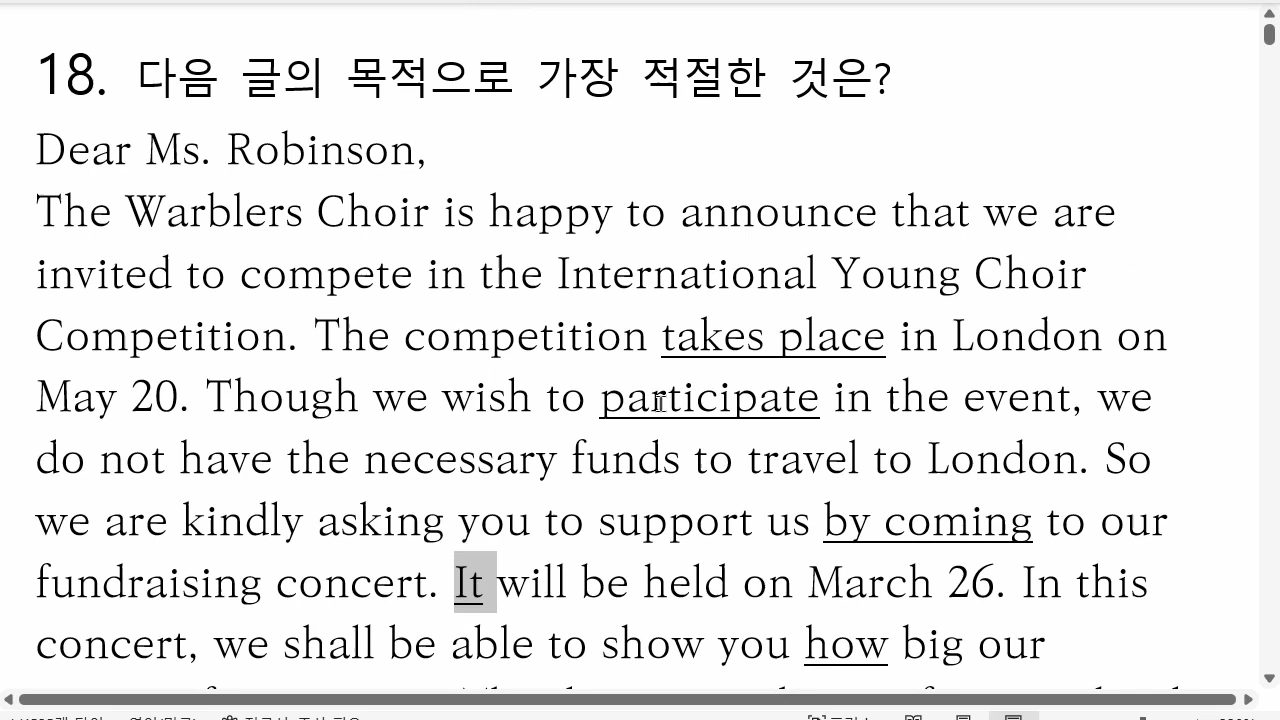 18. 다음 글의 목적으로 가장 적절한 것은?
Dear Ms. Robinson,
The Warblers Choir is happy to announce that we are
invited to compete in the International Young Choir
Competition. The competition takes place in London on
May 20. Though we wish to participate in the event, we
do not have the necessary funds to travel to London. So
we are kindly asking you to support us by coming to our
fundraising concert. It will be held on March 26. In this
concert, we shall be able to show you how big our